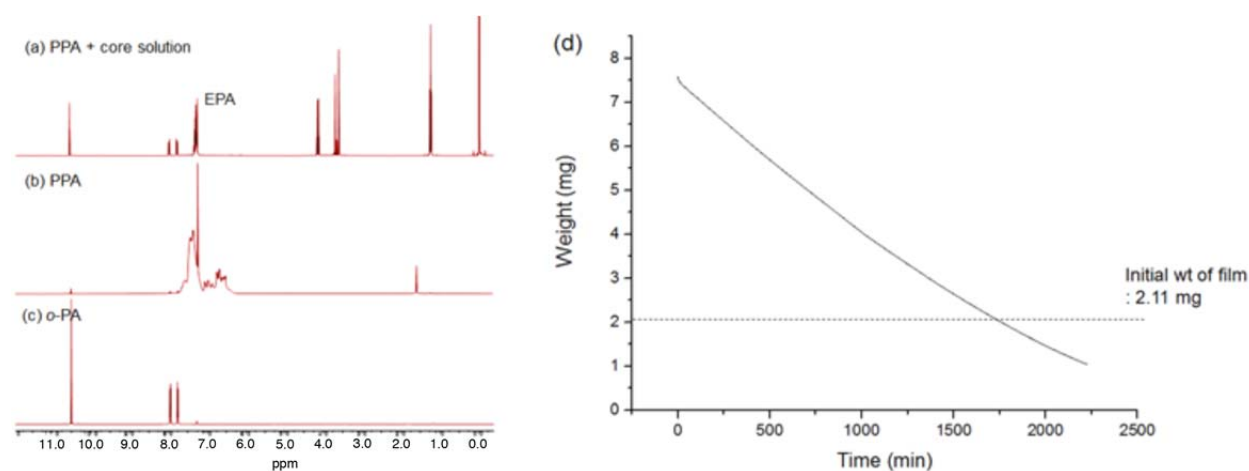 (a) PPA + core solution
EPA
(b) PPA
(c) o-PA
11.0 10.0 9.0 8.0 7.0 6.0 5.0 4.0 3.0 2.0 1.0 0.0
ppm
(d)
Weight (mg)
8
7
6
5
4
3
2
1
0
Initial wt of film
: 2.11 mg
0 500 1000 1500 2000 2500
Time (min)